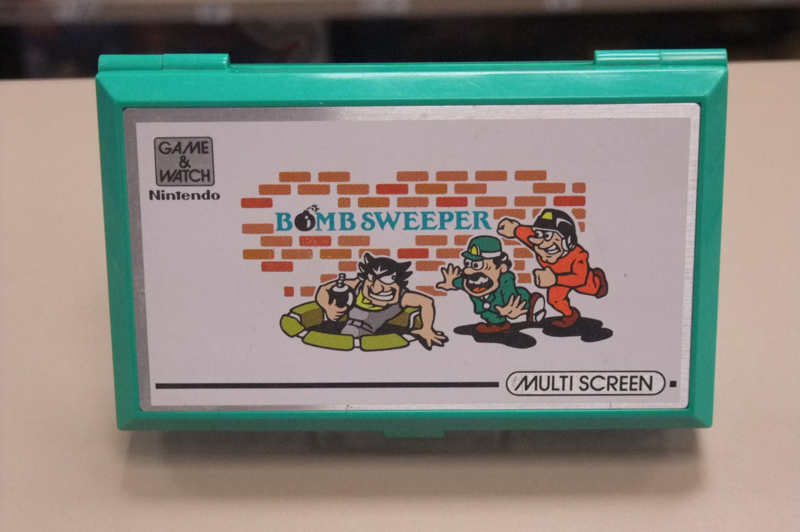 GAME
&
WATCH
Nintendo
BOMB SWEEPER
MULTI SCREEN